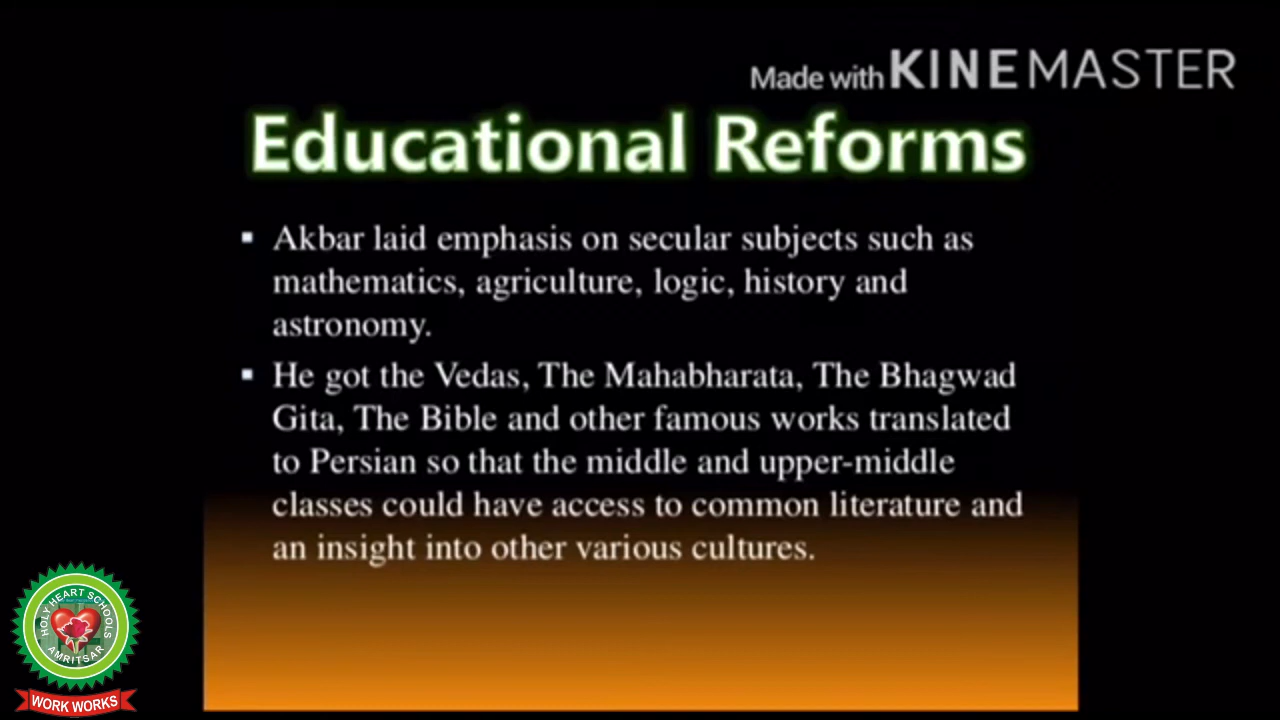 Made with KINEMASTER
Educational Reforms
▪ Akbar laid emphasis on secular subjects such as
mathematics, agriculture, logic, history and
astronomy.
▪ He got the Vedas, The Mahabharata, The Bhagwad
Gita, The Bible and other famous works translated
to Persian so that the middle and upper-middle
classes could have access to common literature and
an insight into other various cultures.
HOLY HEART SCHOOLS
AMRITSAR
WORK WORKS